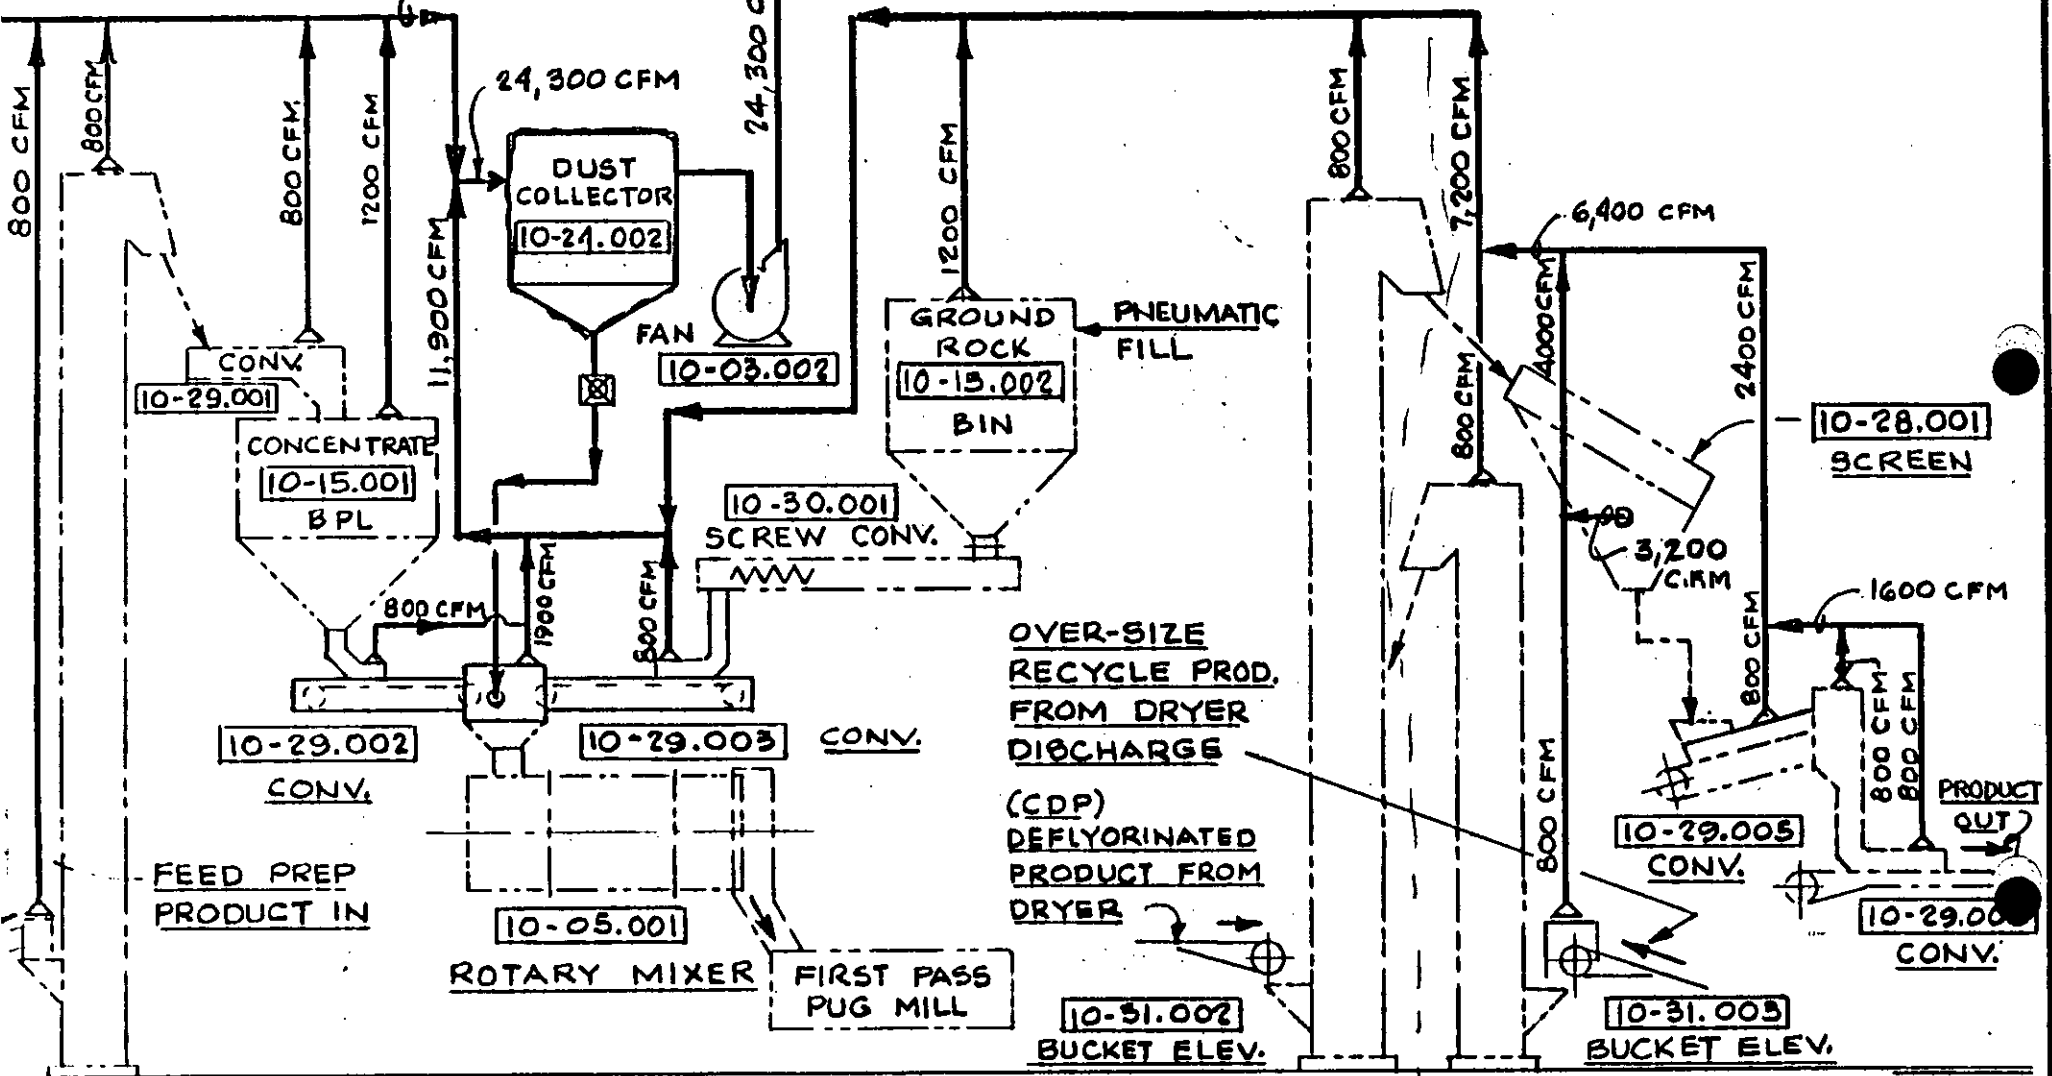 800 CFM
800 CFM
800 CFM
1200 CFM
24,300 CFM
24,300 C
DUST
COLLECTOR
10-21.002
11,900 CFM
FAN
10-03.002
1200 CFM
GROUND
ROCK
10-15.002
BIN
PNEUMATIC
FILL
800 CFM
7,200 CFM
6,400 CFM
4000 CFM
2400 CFM
800 CFM
10-28.001
SCREEN
CONV.
10-29.001
CONCENTRATE
10-15.001
BPL
10-30.001
SCREW CONV.
3,200
C.F.M
1600 CFM
800 CFM
1900 CFM
800 CFM
800 CFM
800 CFM
800 CFM
800 CFM
10-29.002
CONV.
10-29.003
CONV.
OVER-SIZE
RECYCLE PROD.
FROM DRYER
DISCHARGE
(CDP)
DEFLYORINATED
PRODUCT FROM
DRYER
PRODUCT
OUT
10-29.005
CONV.
10-29.00
CONV.
FEED PREP
PRODUCT IN
10-05.001
ROTARY MIXER
FIRST PASS
PUG MILL
10-31.002
BUCKET ELEV.
10-31.003
BUCKET ELEV.